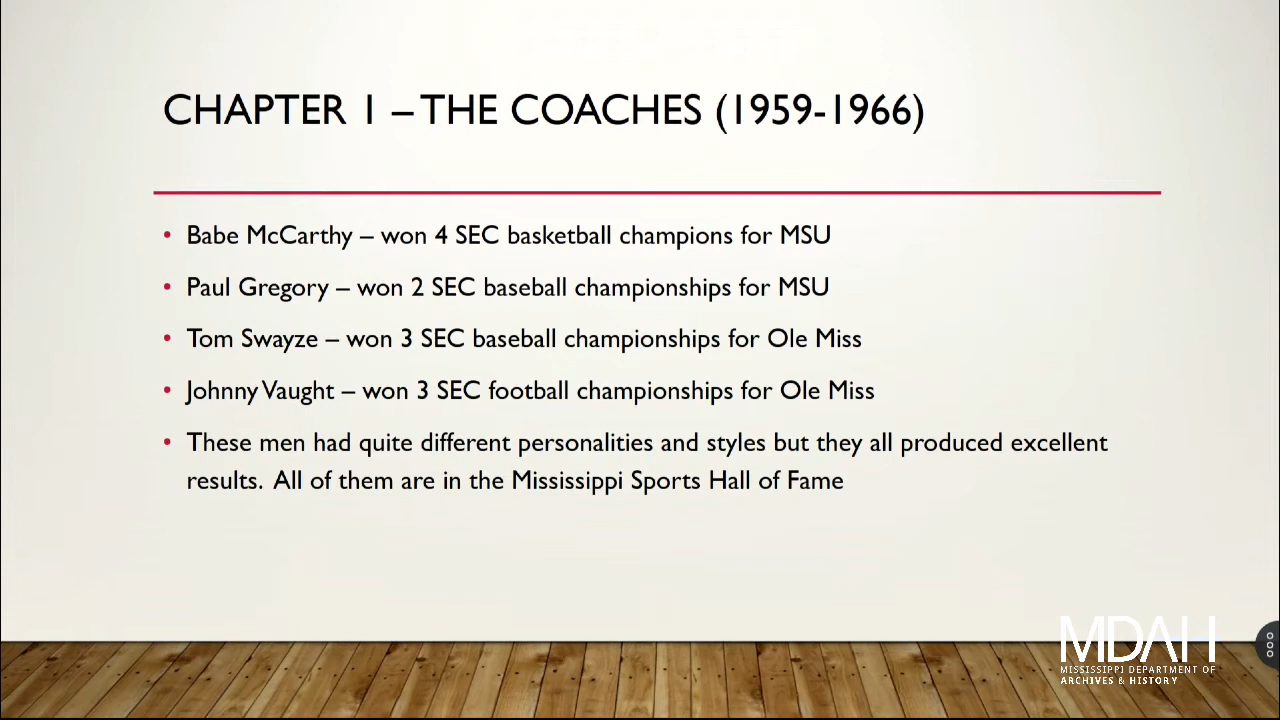 CHAPTER 1 – THE COACHES (1959-1966)
• Babe McCarthy – won 4 SEC basketball champions for MSU
• Paul Gregory – won 2 SEC baseball championships for MSU
• Tom Swayze – won 3 SEC baseball championships for Ole Miss
• Johnny Vaught – won 3 SEC football championships for Ole Miss
• These men had quite different personalities and styles but they all produced excellent
results. All of them are in the Mississippi Sports Hall of Fame
MDAH
MISSISSIPPI DEPARTMENT OF
ARCHIVES & HISTORY